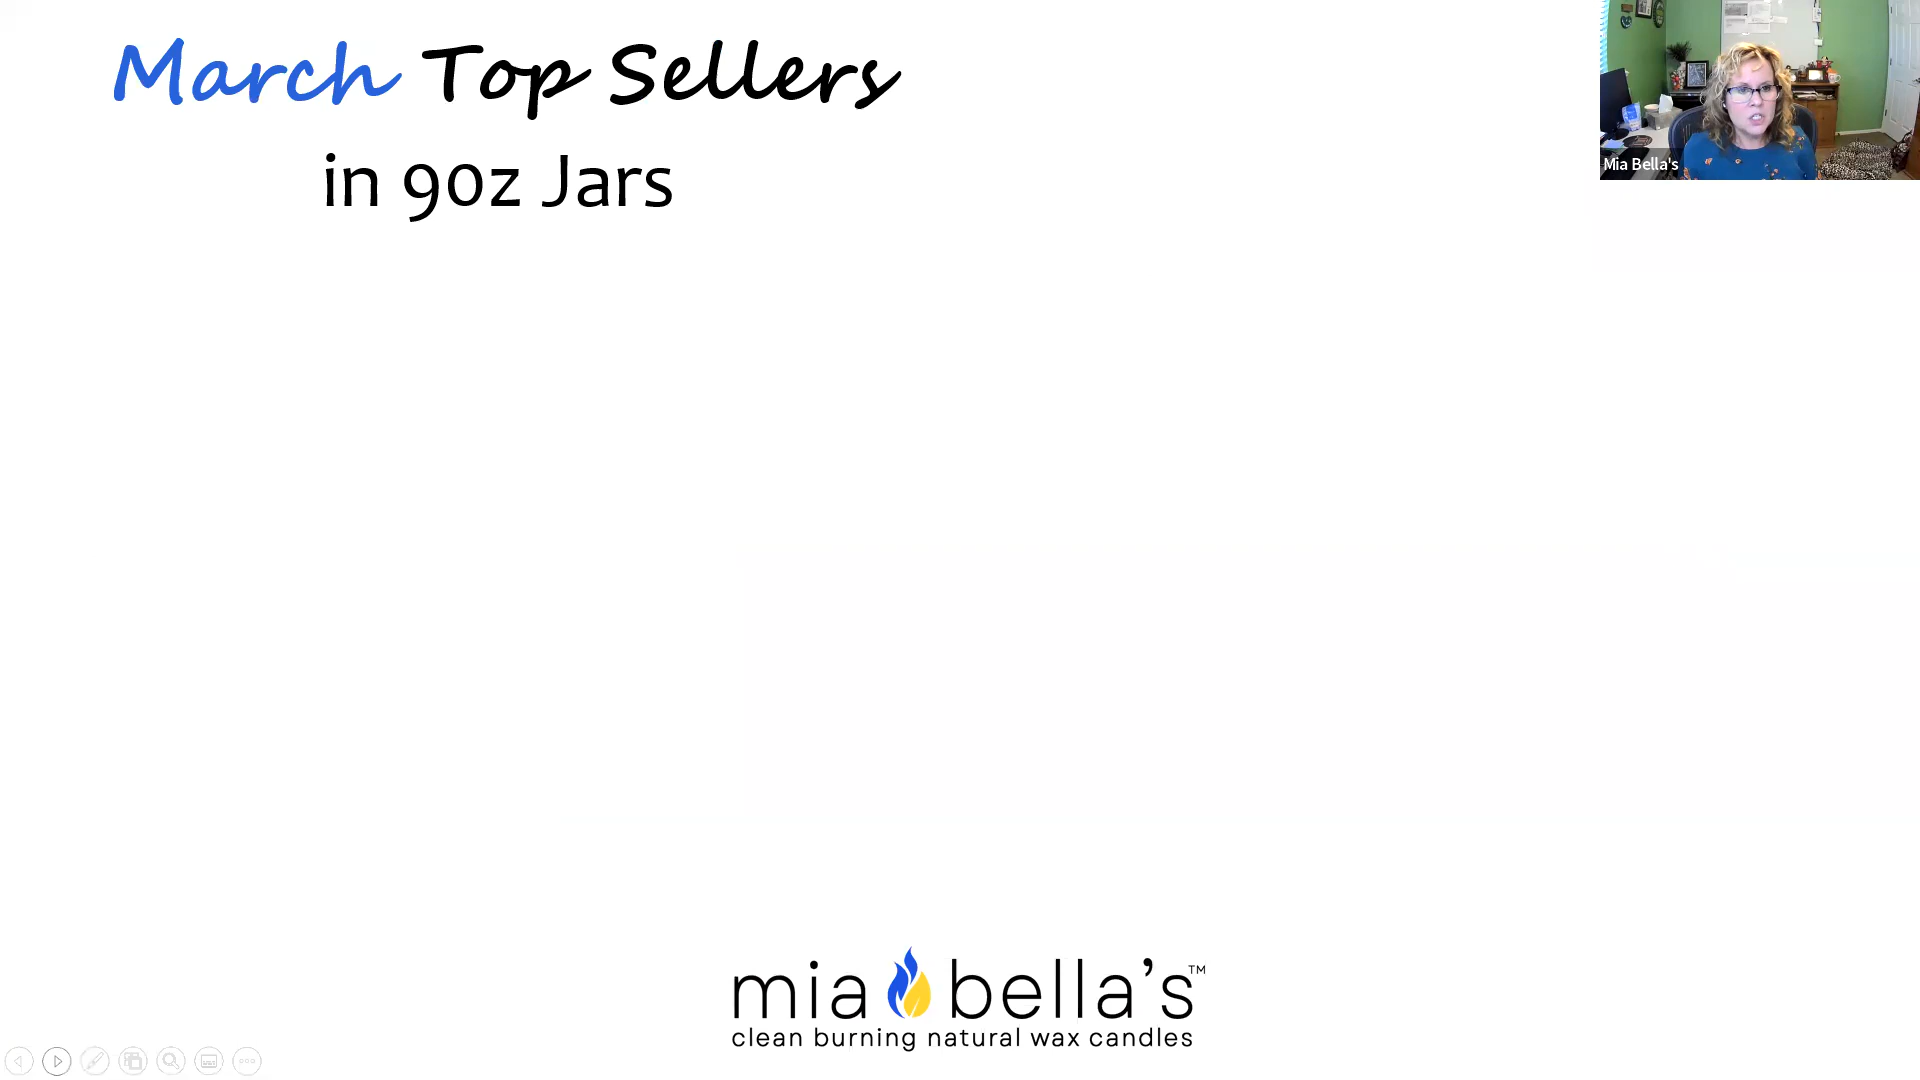 March Top Sellers
in 9oz Jars
Mia Bella's
mia bella's™
clean burning natural wax candles